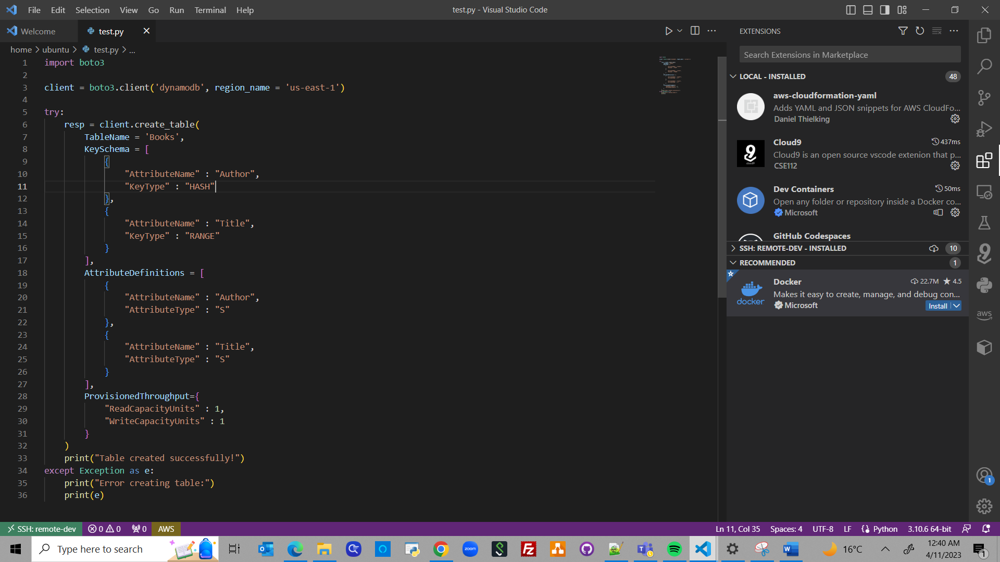 File Edit Selection View Go Run Terminal Help
test.py - Visual Studio Code
Welcome
test.py
home > ubuntu > test.py > ...
1 import boto3
2
3 client = boto3.client('dynamodb', region_name = 'us-east-1')
4
5 try:
6 resp = client.create_table(
7 TableName = 'Books',
8 KeySchema = [
9 {
10 "AttributeName" : "Author",
11 "KeyType" : "HASH"
12 },
13 {
14 "AttributeName" : "Title",
15 "KeyType" : "RANGE"
16 }
17 ],
18 AttributeDefinitions = [
19 {
20 "AttributeName" : "Author",
21 "AttributeType" : "S"
22 },
23 {
24 "AttributeName" : "Title",
25 "AttributeType" : "S"
26 }
27 ],
28 ProvisionedThroughput={
29 "ReadCapacityUnits" : 1,
30 "WriteCapacityUnits" : 1
31 }
32 )
33 print("Table created successfully!")
34 except Exception as e:
35 print("Error creating table:")
36 print(e)
EXTENSIONS
Search Extensions in Marketplace
LOCAL - INSTALLED 48
aws-cloudformation-yaml
Adds YAML and JSON snippets for AWS CloudFo...
Daniel Thielking
Cloud9 437ms
Cloud9 is an open source vscode extenion that p...
CSE112
Dev Containers 50ms
Open any folder or repository inside a Docker co...
Microsoft
GitHub Codespaces
SSH: REMOTE-DEV - INSTALLED 10
RECOMMENDED 1
Docker 22.7M 4.5
Makes it easy to create, manage, and debug con...
Microsoft Install
docker
cloud9
aws
1
SSH: remote-dev 0 0 0 AWS
Ln 11, Col 35 Spaces: 4 UTF-8 LF Python 3.10.6 64-bit
Type here to search
zoom
16°C
12:40 AM
4/11/2023
1